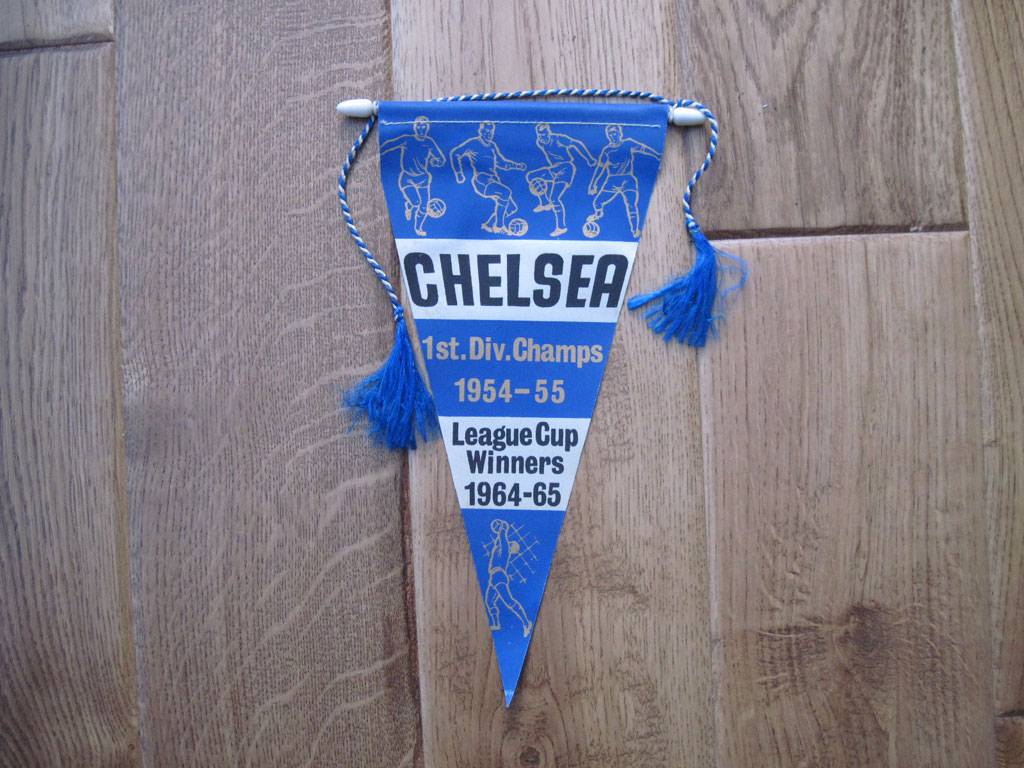 CHELSEA
1st.Div.Champs
1954-55
League Cup
Winners
1964-65